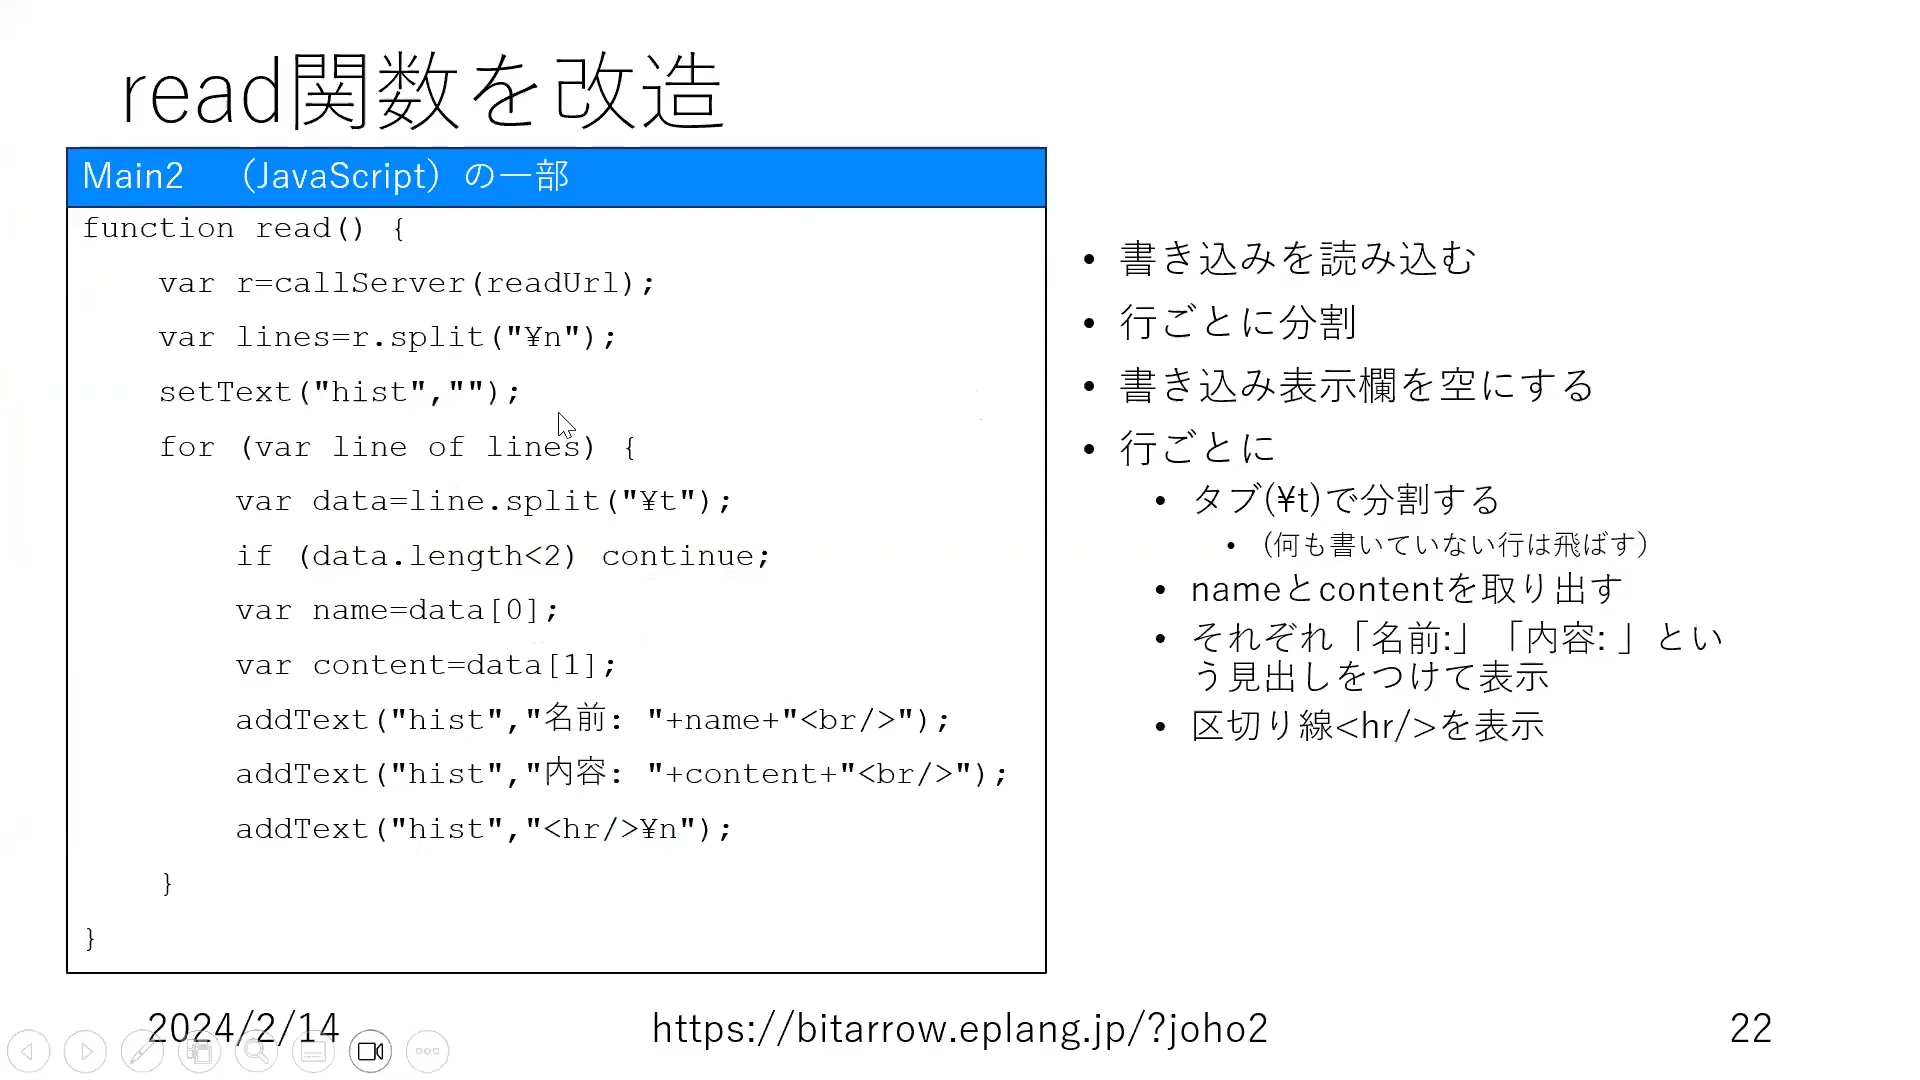 read関数を改造
Main2 （JavaScript）の一部
function read() {
var r=callServer(readUrl);
var lines=r.split("¥n");
setText("hist","");
for (var line of lines) {
var data=line.split("¥t");
if (data.length<2) continue;
var name=data[0];
var content=data[1];
addText("hist","名前: "+name+"<br/>");
addText("hist","内容: "+content+"<br/>");
addText("hist","<hr/>¥n");
}
}
• 書き込みを読み込む
• 行ごとに分割
• 書き込み表示欄を空にする
• 行ごとに
• タブ(¥t)で分割する
• （何も書いていない行は飛ばす）
• nameとcontentを取り出す
• それぞれ「名前:」「内容: 」とい
う見出しをつけて表示
• 区切り線<hr/>を表示
2024/2/14
https://bitarrow.eplang.jp/?joho2
22